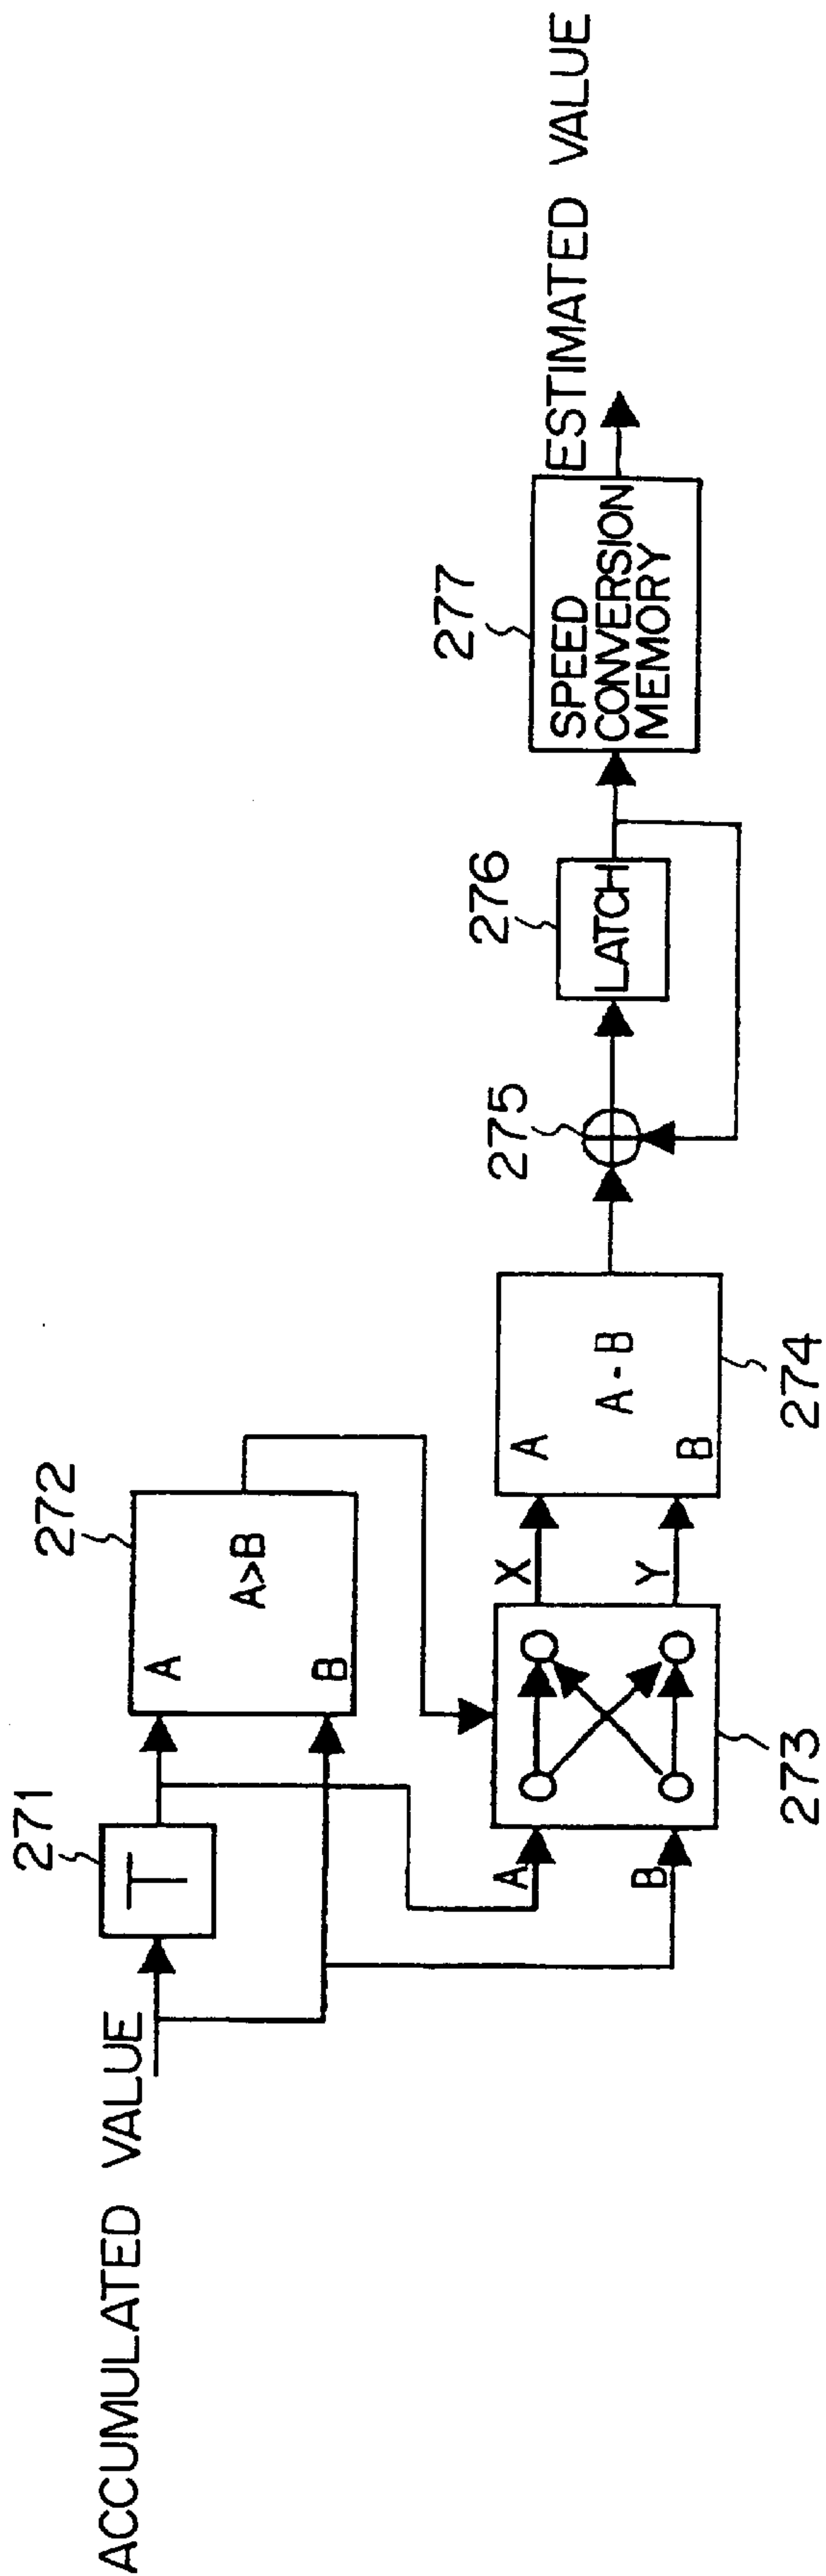 ACCUMULATED VALUE
271
T
272
A
A>B
B
A
B
273
X
Y
A
A-B
B
274
275
276
LATCH
277
SPEED
CONVERSION
MEMORY
ESTIMATED VALUE